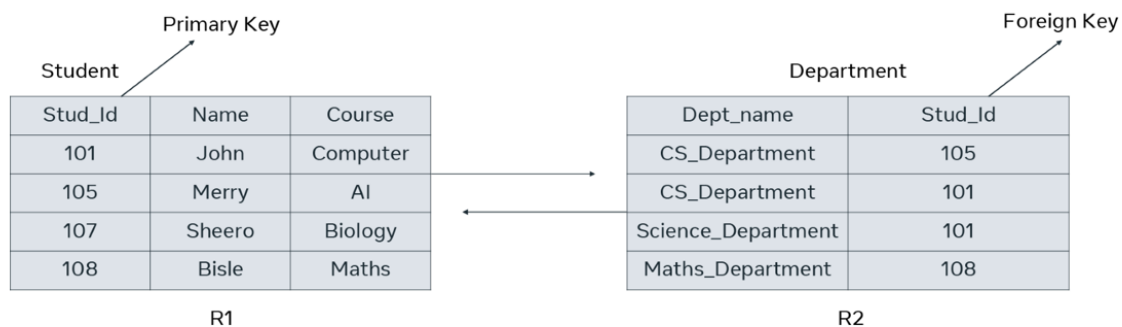 Primary Key
Foreign Key
Student
Department
Stud_Id Name Course
101 John Computer
105 Merry AI
107 Sheero Biology
108 Bisle Maths
R1
Dept_name Stud_Id
CS_Department 105
CS_Department 101
Science_Department 101
Maths_Department 108
R2